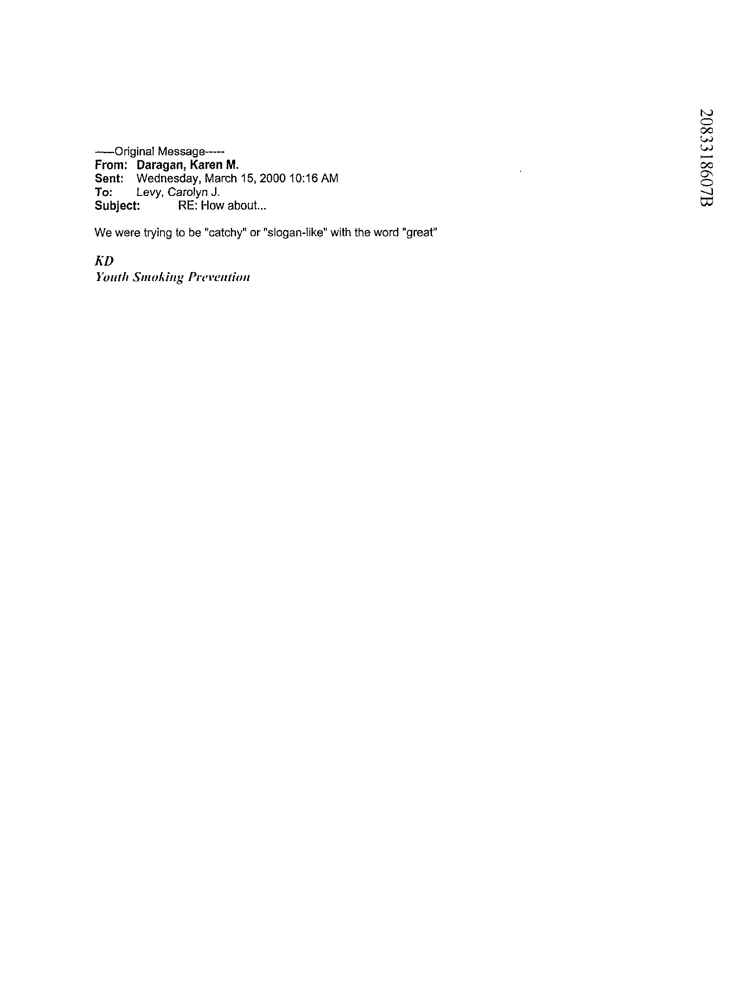 -----Original Message-----
From: Daragan, Karen M.
Sent: Wednesday, March 15, 2000 10:16 AM
To: Levy, Carolyn J.
Subject: RE: How about...
We were trying to be "catchy" or "slogan-like" with the word "great"
KD
Youth Smoking Prevention
2083318607B